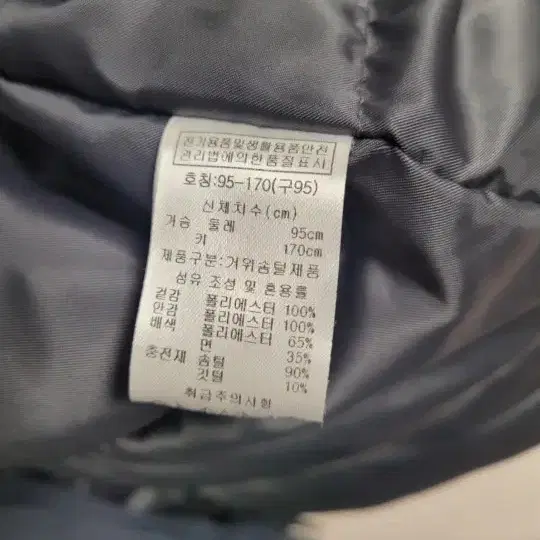 전기용품및생활용품안전
관리법에의한품질표시
호칭:95-170(구95)
신체치수(cm)
가슴 둘레 95cm
키 170cm
제품구분:거위솜털제품
섬유 조성 및 혼용률
겉감 폴리에스터 100%
안감 폴리에스터 100%
배색 폴리에스터 65%
면 35%
충전재 솜털 90%
깃털 10%
취급주의사항